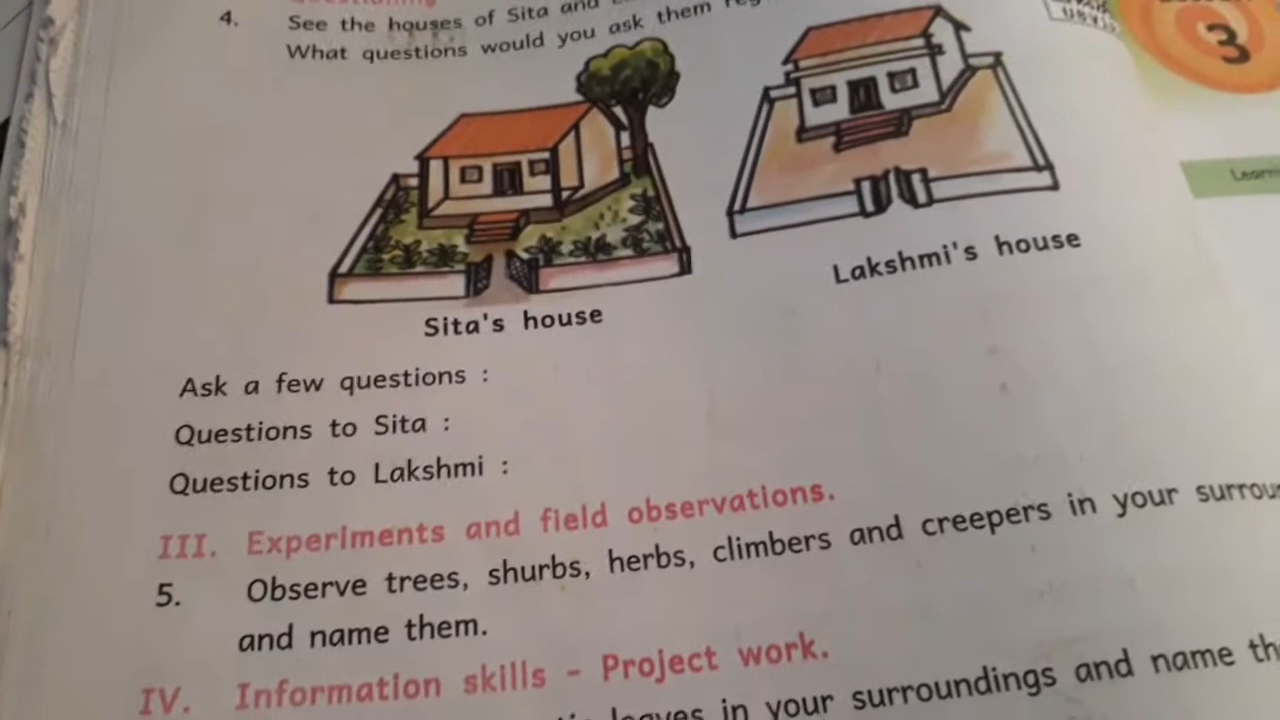 4. See the houses of Sita and
What questions would you ask them
3
Sita's house
Lakshmi's house
Ask a few questions :
Questions to Sita :
Questions to Lakshmi :
III. Experiments and field observations.
5. Observe trees, shurbs, herbs, climbers and creepers in your
and name them.
IV. Information skills - Project work.
leaves in your surroundings and name